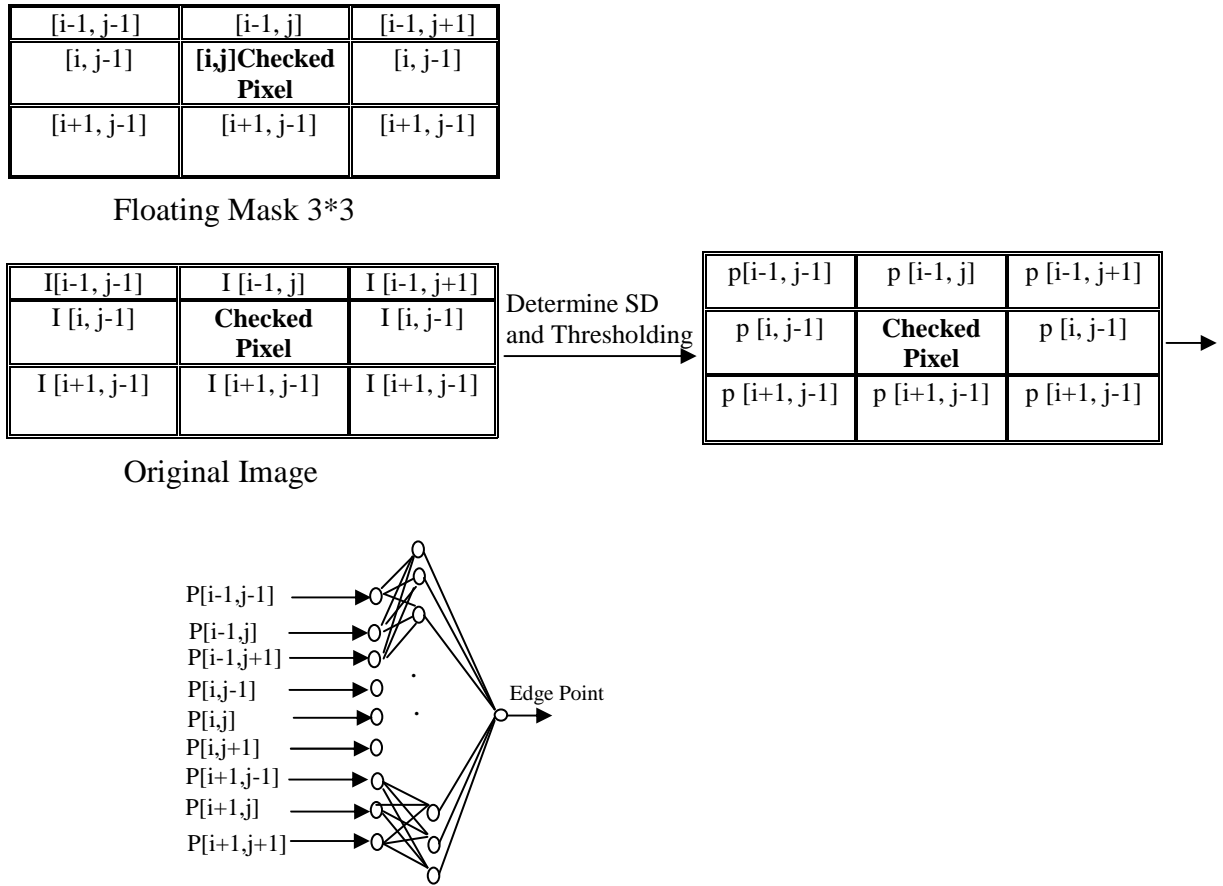 [i-1, j-1] [i-1, j] [i-1, j+1]
[i, j-1] [i,j]Checked Pixel [i, j-1]
[i+1, j-1] [i+1, j-1] [i+1, j-1]
Floating Mask 3*3
I[i-1, j-1] I [i-1, j] I [i-1, j+1]
I [i, j-1] Checked Pixel I [i, j-1]
I [i+1, j-1] I [i+1, j-1] I [i+1, j-1]
Original Image
Determine SD
and Thresholding
p[i-1, j-1] p [i-1, j] p [i-1, j+1]
p [i, j-1] Checked Pixel p [i, j-1]
p [i+1, j-1] p [i+1, j-1] p [i+1, j-1]
P[i-1,j-1]
P[i-1,j]
P[i-1,j+1]
P[i,j-1]
P[i,j]
P[i,j+1]
P[i+1,j-1]
P[i+1,j]
P[i+1,j+1]
Edge Point